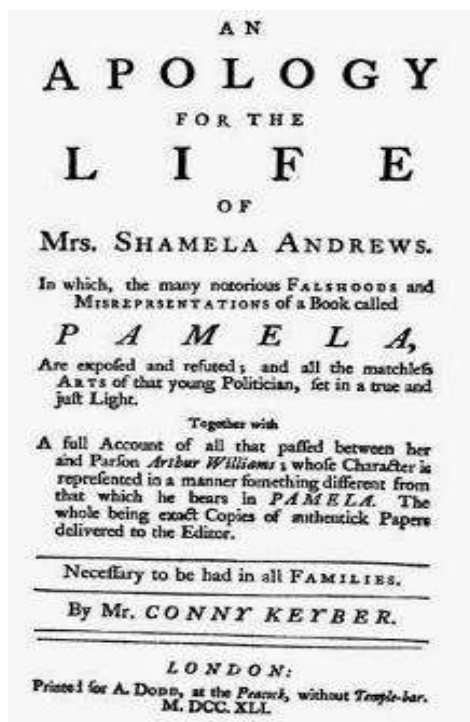 AN
APOLOGY
FOR THE
LIFE
OF
Mrs. SHAMELA ANDREWS.
In which, the many notorious FALSHOODS and
MISREPRSENTATIONS of a Book called
PAMELA,
Are expoſed and refuted; and all the matchleſs
ARTS of that young Politician, ſet in a true and
juſt Light.
Together with
A full Account of all that paſſed between her
and Parſon Arthur Williams; whoſe Character is
repreſented in a manner ſomething different from
that which he bears in PAMELA. The
whole being exact Copies of authentick Papers
delivered to the Editor.
Neceſſary to be had in all FAMILIES.
By Mr. CONNY KEYBER.
LONDON:
Printed for A. DODD, at the Peacock, without Temple-bar.
M. DCC. XLI.